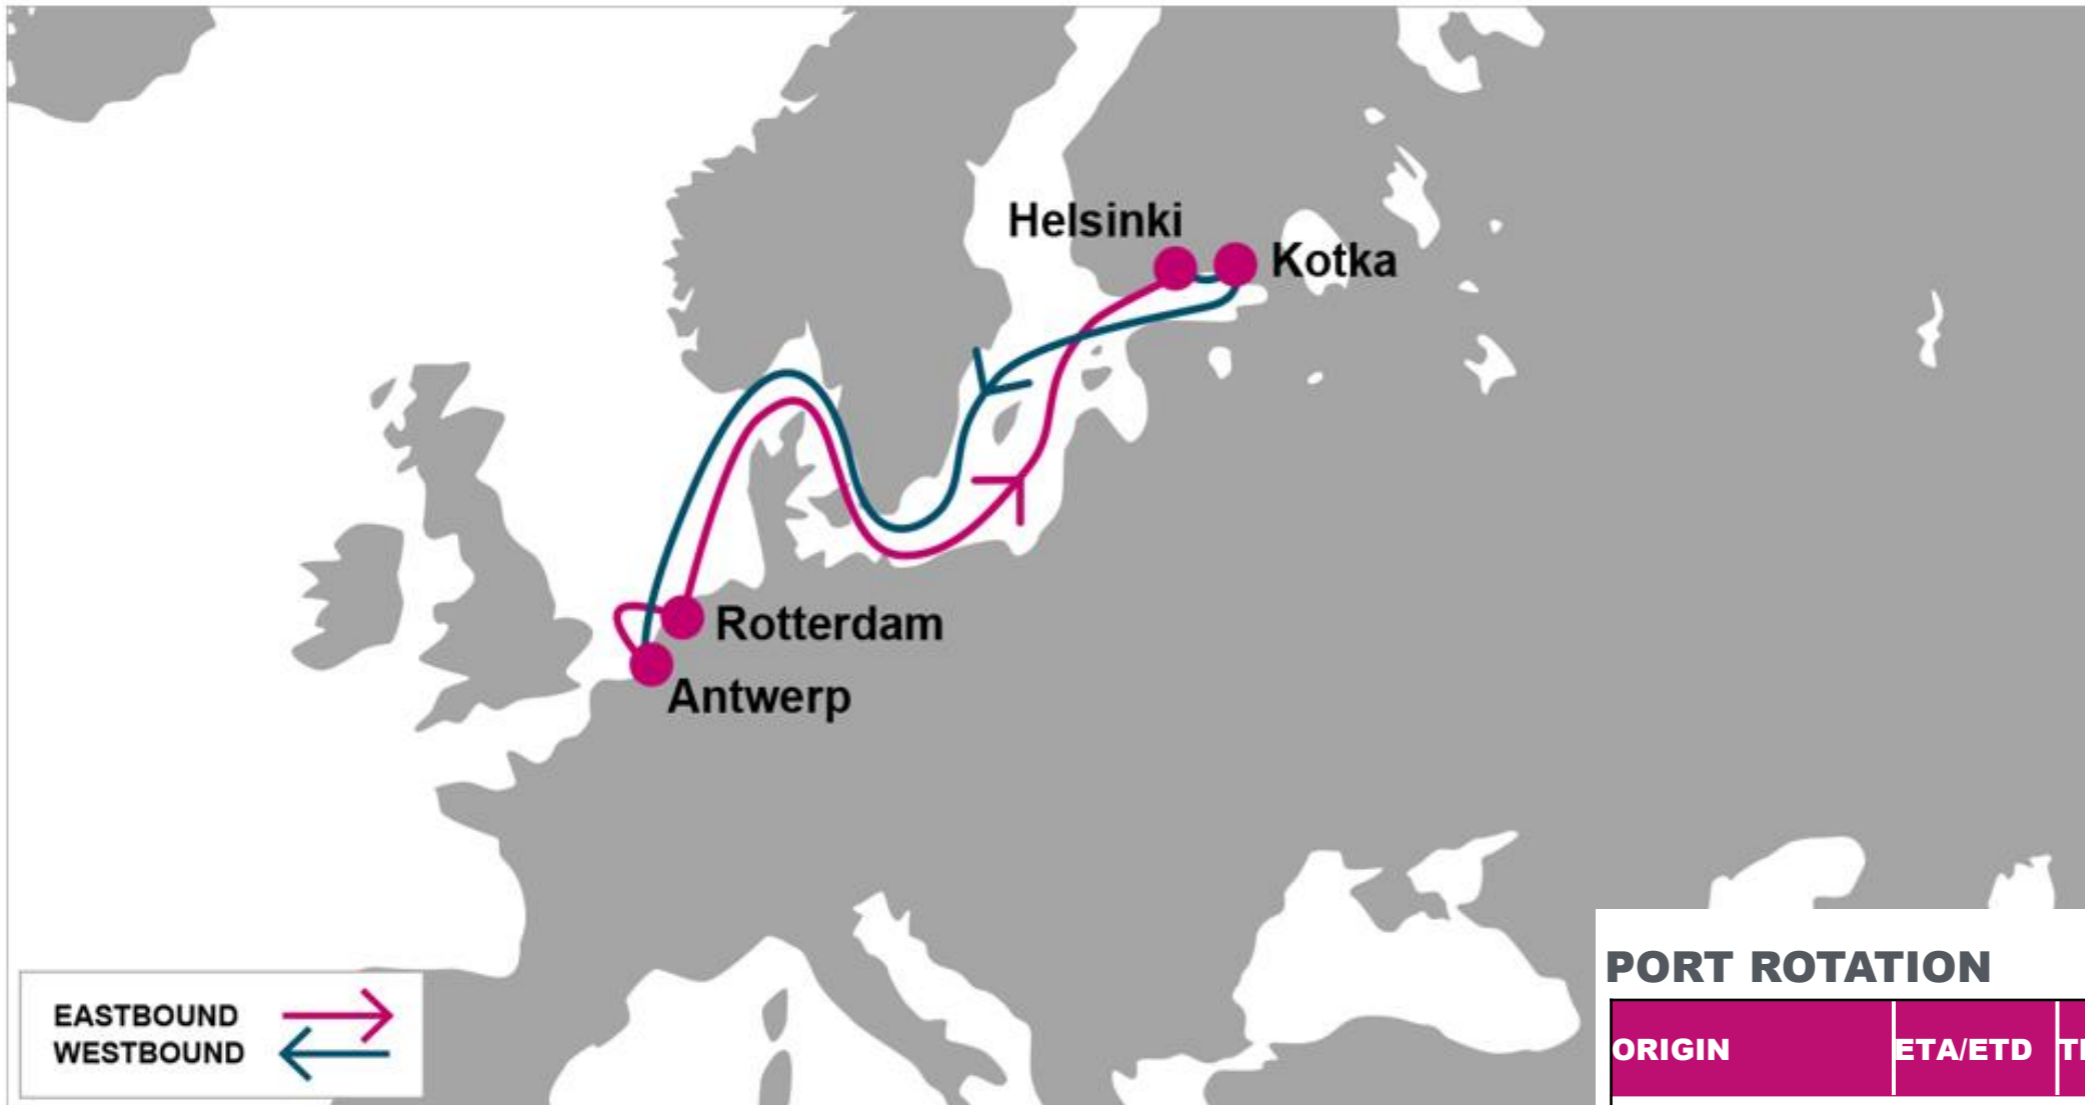 Helsinki
Kotka
Rotterdam
Antwerp
EASTBOUND
WESTBOUND
PORT ROTATION
ORIGIN ETA/ETD